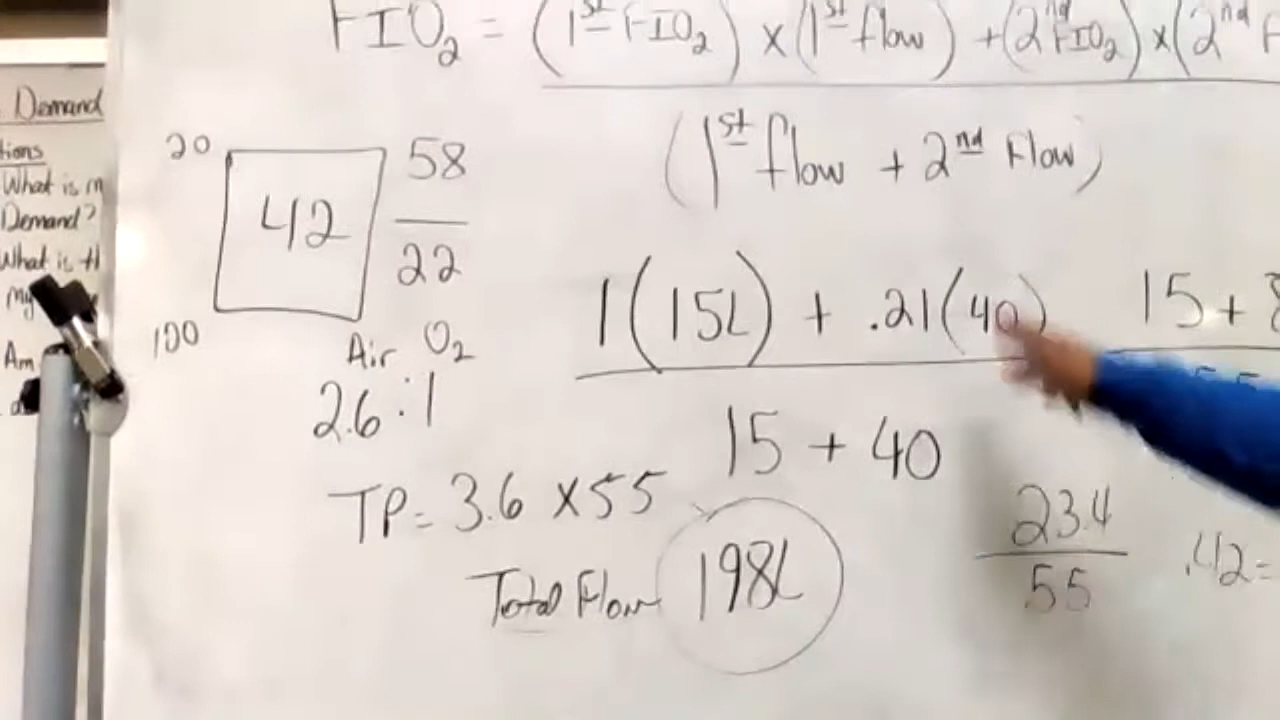 FIO₂ = (1st FIO₂) x (1st flow) + (2nd FIO₂) x (2nd F
(1st flow + 2nd Flow)
Demand
tions
What is m
Demand?
What is th
my
Am
20 58
42
22
100
Air O₂
2.6 : 1
1(15L) + .21(40) 15 + 8
15 + 40
TP = 3.6 x 55
Total Flow 198L
23.4
55
.42 =